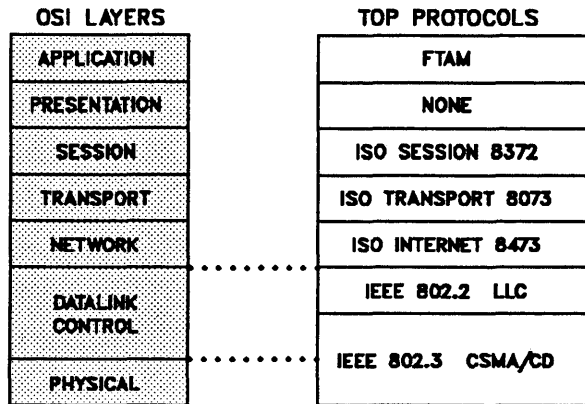 OSI LAYERS
APPLICATION
PRESENTATION
SESSION
TRANSPORT
NETWORK
DATALINK
CONTROL
PHYSICAL
TOP PROTOCOLS
FTAM
NONE
ISO SESSION 8372
ISO TRANSPORT 8073
ISO INTERNET 8473
IEEE 802.2 LLC
IEEE 802.3 CSMA/CD